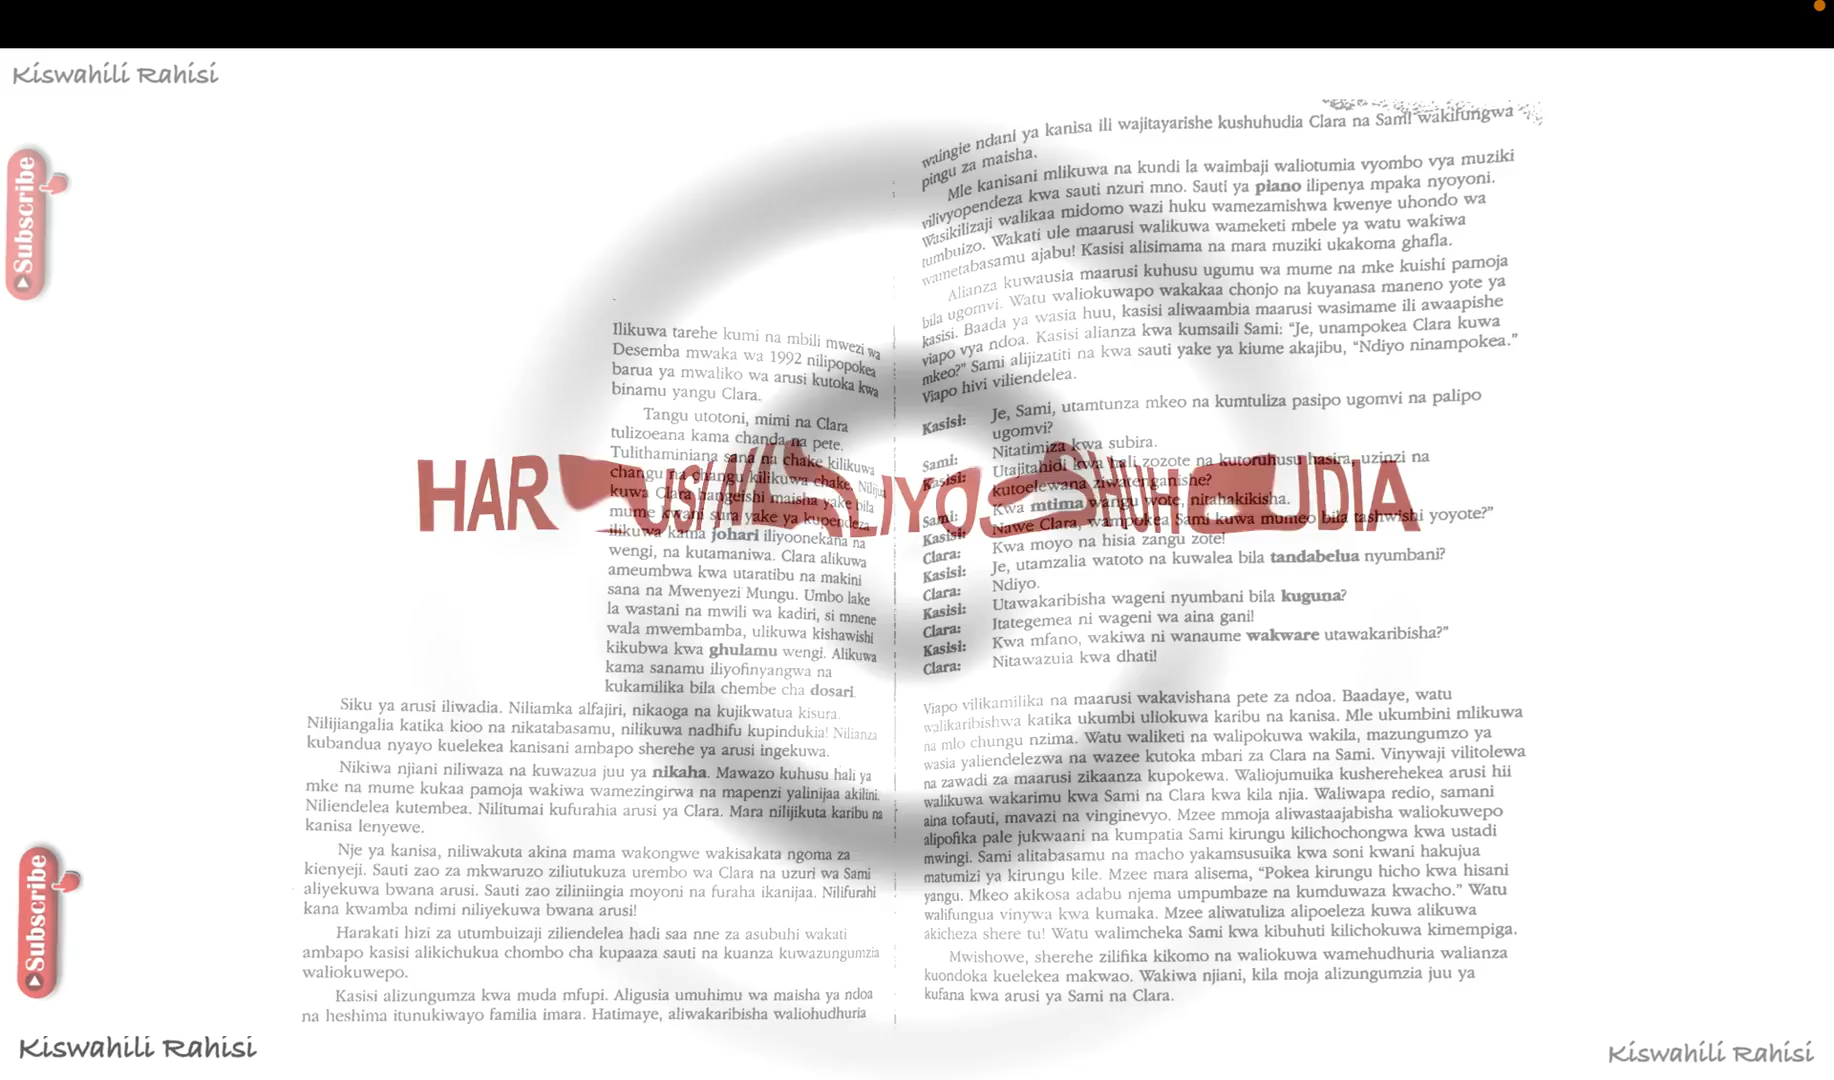 Kiswahili Rahisi
Subscribe
Ilikuwa tarehe kumi na mbili mwezi wa
Desemba mwaka wa 1992 nilipopokea
barua ya mwaliko wa arusi kutoka kwa
binamu yangu Clara.
Tangu utotoni, mimi na Clara
tulizoeana kama chanda na pete.
Tulithaminiana sana na chake kilikuwa
changu na changu kilikuwa chake. Nilijua
kuwa Clara hangeishi maisha yake bila
mume kwani sura yake ya kupendeza
ilikuwa kama johari iliyoonekana na
wengi, na kutamaniwa. Clara alikuwa
ameumbwa kwa utaratibu na makini
sana na Mwenyezi Mungu. Umbo lake
la wastani na mwili wa kadiri, si mnene
wala mwembamba, ulikuwa kishawishi
kikubwa kwa ghulamu wengi. Alikuwa
kama sanamu iliyofinyangwa na
kukamilika bila chembe cha dosari.
Siku ya arusi iliwadia. Niliamka alfajiri, nikaoga na kujikwatua kisura.
Nilijiangalia katika kioo na nikatabasamu, nilikuwa nadhifu kupindukia! Nilianza
kubandua nyayo kuelekea kanisani ambapo sherehe ya arusi ingekuwa.
Nikiwa njiani niliwaza na kuwazua juu ya nikaha. Mawazo kuhusu hali ya
mke na mume kukaa pamoja wakiwa wamezingirwa na mapenzi yalinijaa akilini.
Niliendelea kutembea. Nilitumai kufurahia arusi ya Clara. Mara nilijikuta karibu na
kanisa lenyewe.
Nje ya kanisa, niliwakuta akina mama wakongwe wakisakata ngoma za
kienyeji. Sauti zao za mkwaruzo ziliutukuza urembo wa Clara na uzuri wa Sami
aliyekuwa bwana arusi. Sauti zao ziliniingia moyoni na furaha ikanijaa. Nilifurahi
kana kwamba ndimi niliyekuwa bwana arusi!
Harakati hizi za utumbuizaji ziliendelea hadi saa nne za asubuhi wakati
ambapo kasisi alikichukua chombo cha kupaaza sauti na kuanza kuwazungumzia
waliokuwepo.
Kasisi alizungumza kwa muda mfupi. Aligusia umuhimu wa maisha ya ndoa
na heshima itunukiwayo familia imara. Hatimaye, aliwakaribisha waliohudhuria
waingie ndani ya kanisa ili wajitayarishe kushuhudia Clara na Sami wakifungwa
pingu za maisha.
Mle kanisani mlikuwa na kundi la waimbaji waliotumia vyombo vya muziki
vilivyopendeza kwa sauti nzuri mno. Sauti ya piano ilipenya mpaka nyoyoni.
Wasikilizaji walikaa midomo wazi huku wamezamishwa kwenye uhondo wa
tumbuizo. Wakati ule maarusi walikuwa wameketi mbele ya watu wakiwa
wametabasamu ajabu! Kasisi alisimama na mara muziki ukakoma ghafla.
Alianza kuwausia maarusi kuhusu ugumu wa mume na mke kuishi pamoja
bila ugomvi. Watu waliokuwapo wakakaa chonjo na kuyanasa maneno yote ya
kasisi. Baada ya wasia huu, kasisi aliwaambia maarusi wasimame ili awaapishe
viapo vya ndoa. Kasisi alianza kwa kumsaili Sami: “Je, unampokea Clara kuwa
mkeo?” Sami alijizatiti na kwa sauti yake ya kiume akajibu, “Ndiyo ninampokea.”
Viapo hivi viliendelea.
Kasisi: Je, Sami, utamtunza mkeo na kumtuliza pasipo ugomvi na palipo
ugomvi?
Sami: Nitatimiza kwa subira.
Kasisi: Utajitahidi kwa hali zozote na kutoruhusu hasira, uzinzi na
kutoelewana ziwatenganishe?
Sami: Kwa mtima wangu wote, nitahakikisha.
Kasisi: Nawe Clara, wampokea Sami kuwa mumeo bila tashwishi yoyote?”
Clara: Kwa moyo na hisia zangu zote!
Kasisi: Je, utamzalia watoto na kuwalea bila tandabelua nyumbani?
Clara: Ndiyo.
Kasisi: Utawakaribisha wageni nyumbani bila kuguna?
Clara: Itategemea ni wageni wa aina gani!
Kasisi: Kwa mfano, wakiwa ni wanaume wakware utawakaribisha?”
Clara: Nitawazuia kwa dhati!
Viapo vilikamilika na maarusi wakavishana pete za ndoa. Baadaye, watu
walikaribishwa katika ukumbi uliokuwa karibu na kanisa. Mle ukumbini mlikuwa
na mlo chungu nzima. Watu waliketi na walipokuwa wakila, mazungumzo ya
wasia yaliendelezwa na wazee kutoka mbari za Clara na Sami. Vinywaji vilitolewa
na zawadi za maarusi zikaanza kupokewa. Waliojumuika kusherehekea arusi hii
walikuwa wakarimu kwa Sami na Clara kwa kila njia. Waliwapa redio, samani
aina tofauti, mavazi na vinginevyo. Mzee mmoja aliwastaajabisha waliokuwepo
alipofika pale jukwaani na kumpatia Sami kirungu kilichochongwa kwa ustadi
mwingi. Sami alitabasamu na macho yakamsusuika kwa soni kwani hakujua
matumizi ya kirungu kile. Mzee mara alisema, “Pokea kirungu hicho kwa hisani
yangu. Mkeo akikosa adabu njema umpumbaze na kumduwaza kwacho.” Watu
walifungua vinywa kwa kumaka. Mzee aliwatuliza alipoeleza kuwa alikuwa
akicheza shere tu! Watu walimcheka Sami kwa kibuhuti kilichokuwa kimempiga.
Mwishowe, sherehe zilifika kikomo na waliokuwa wamehudhuria walianza
kuondoka kuelekea makwao. Wakiwa njiani, kila moja alizungumzia juu ya
kufana kwa arusi ya Sami na Clara.
Subscribe
Kiswahili Rahisi
Kiswahili Rahisi